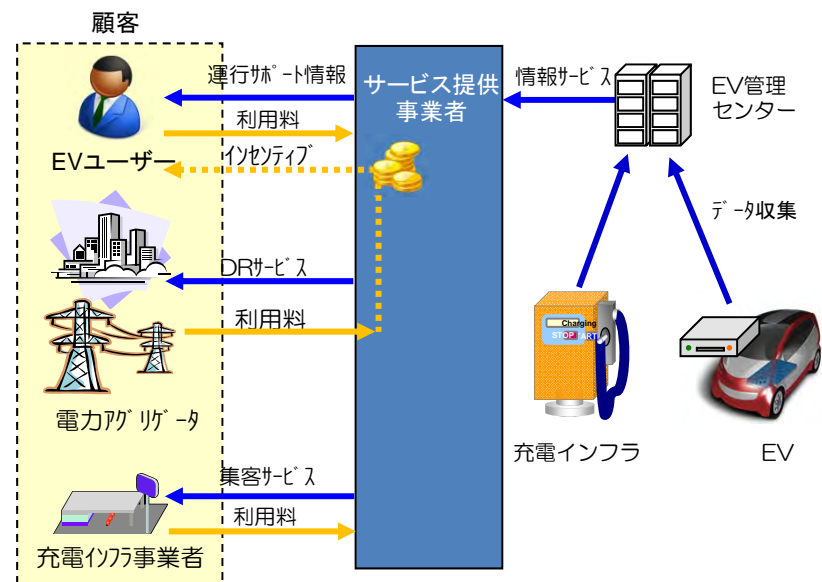 顧客
運行ｻﾎﾟｰﾄ情報
利用料
EVユーザー
ｲﾝｾﾝﾃｨﾌﾞ
DRｻｰﾋﾞｽ
利用料
電力ｱｸﾞﾘｹﾞｰﾀ
集客ｻｰﾋﾞｽ
利用料
充電ｲﾝﾌﾗ事業者
サービス提供
事業者
情報ｻｰﾋﾞｽ
EV管理
センター
ﾃﾞｰﾀ収集
Charging
STOP
ART
充電インフラ
EV